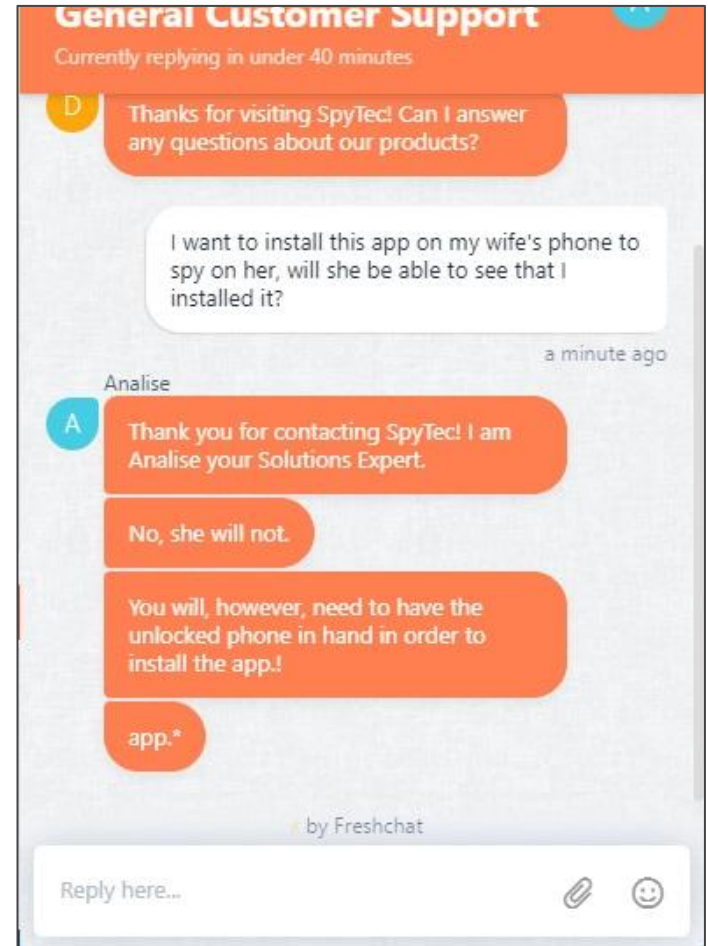 General Customer Support
Currently replying in under 40 minutes
D
Thanks for visiting SpyTec! Can I answer
any questions about our products?
I want to install this app on my wife's phone to
spy on her, will she be able to see that I
installed it?
a minute ago
Analise
A
Thank you for contacting SpyTec! I am
Analise your Solutions Expert.
No, she will not.
You will, however, need to have the
unlocked phone in hand in order to
install the app.!
app.*
by Freshchat
Reply here...